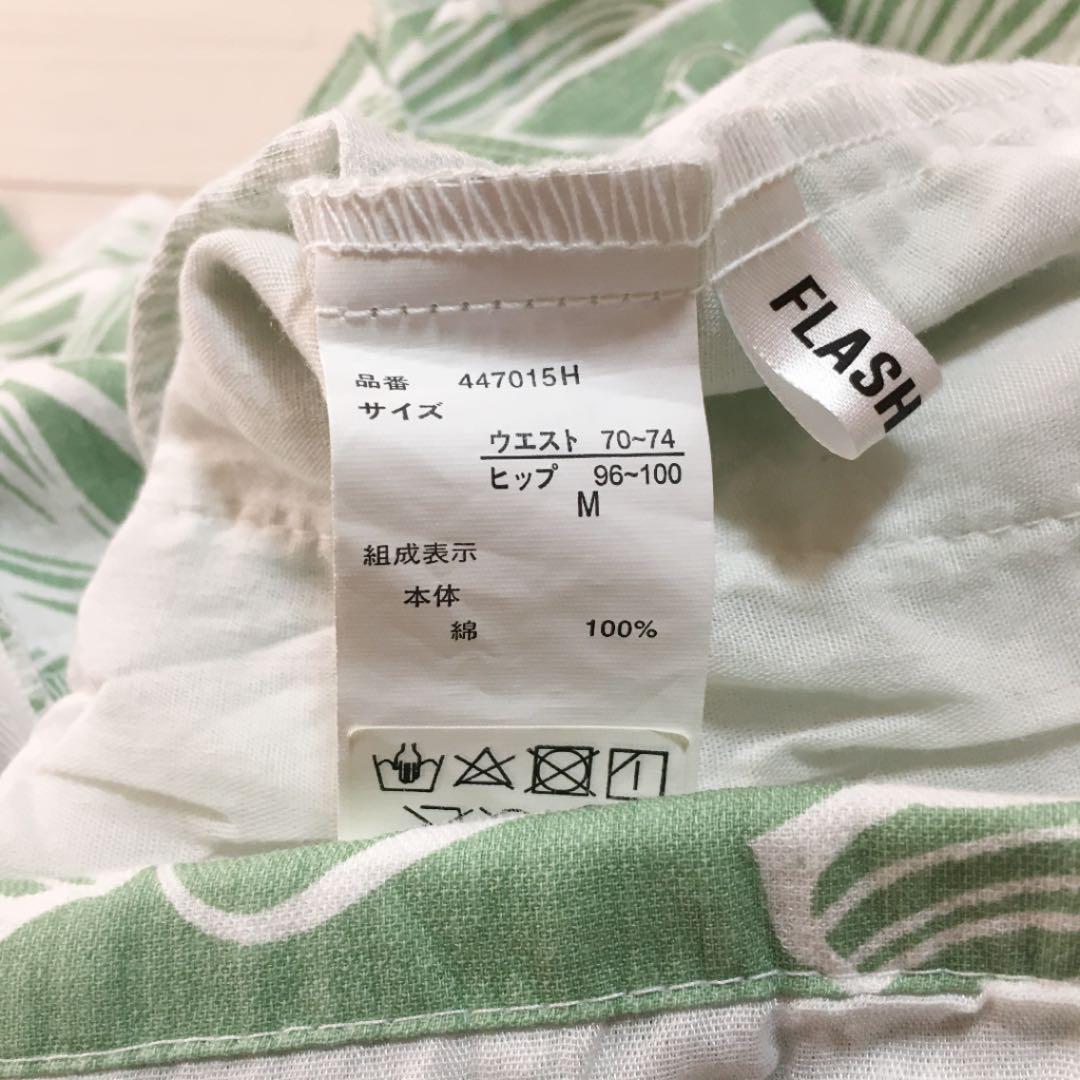 品番 447015H
サイズ
ウエスト 70~74
ヒップ 96~100
M
組成表示
本体
綿 100%
FLASH